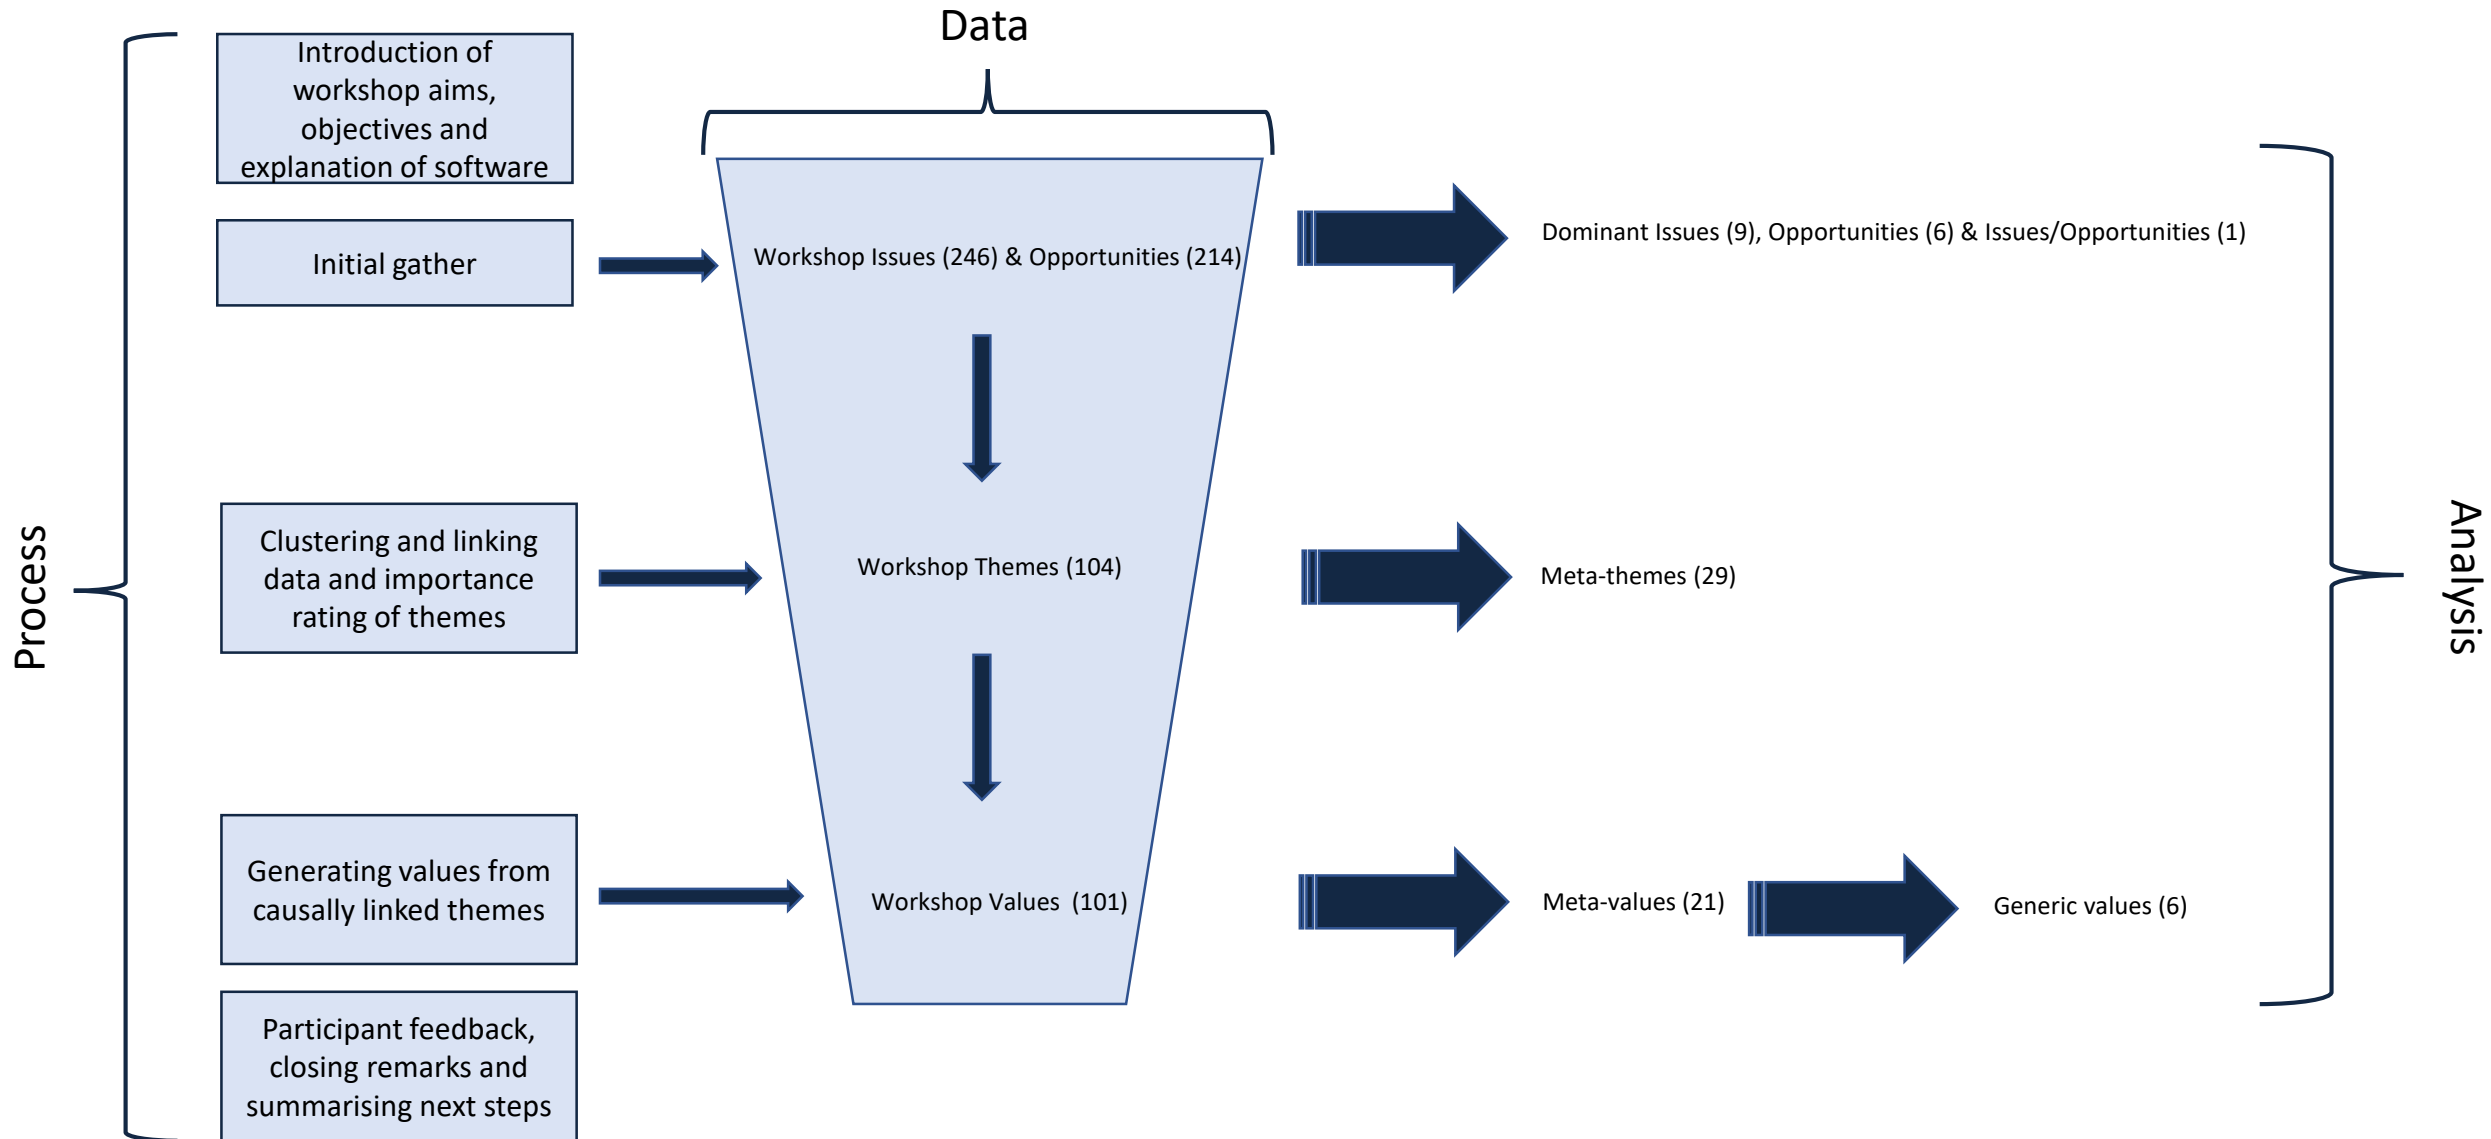 Data
Process
Introduction of
workshop aims,
objectives and
explanation of software
Initial gather
Workshop Issues (246) & Opportunities (214)
Dominant Issues (9), Opportunities (6) & Issues/Opportunities (1)
Clustering and linking
data and importance
rating of themes
Workshop Themes (104)
Meta-themes (29)
Generating values from
causally linked themes
Workshop Values (101)
Meta-values (21)
Generic values (6)
Participant feedback,
closing remarks and
summarising next steps
Analysis